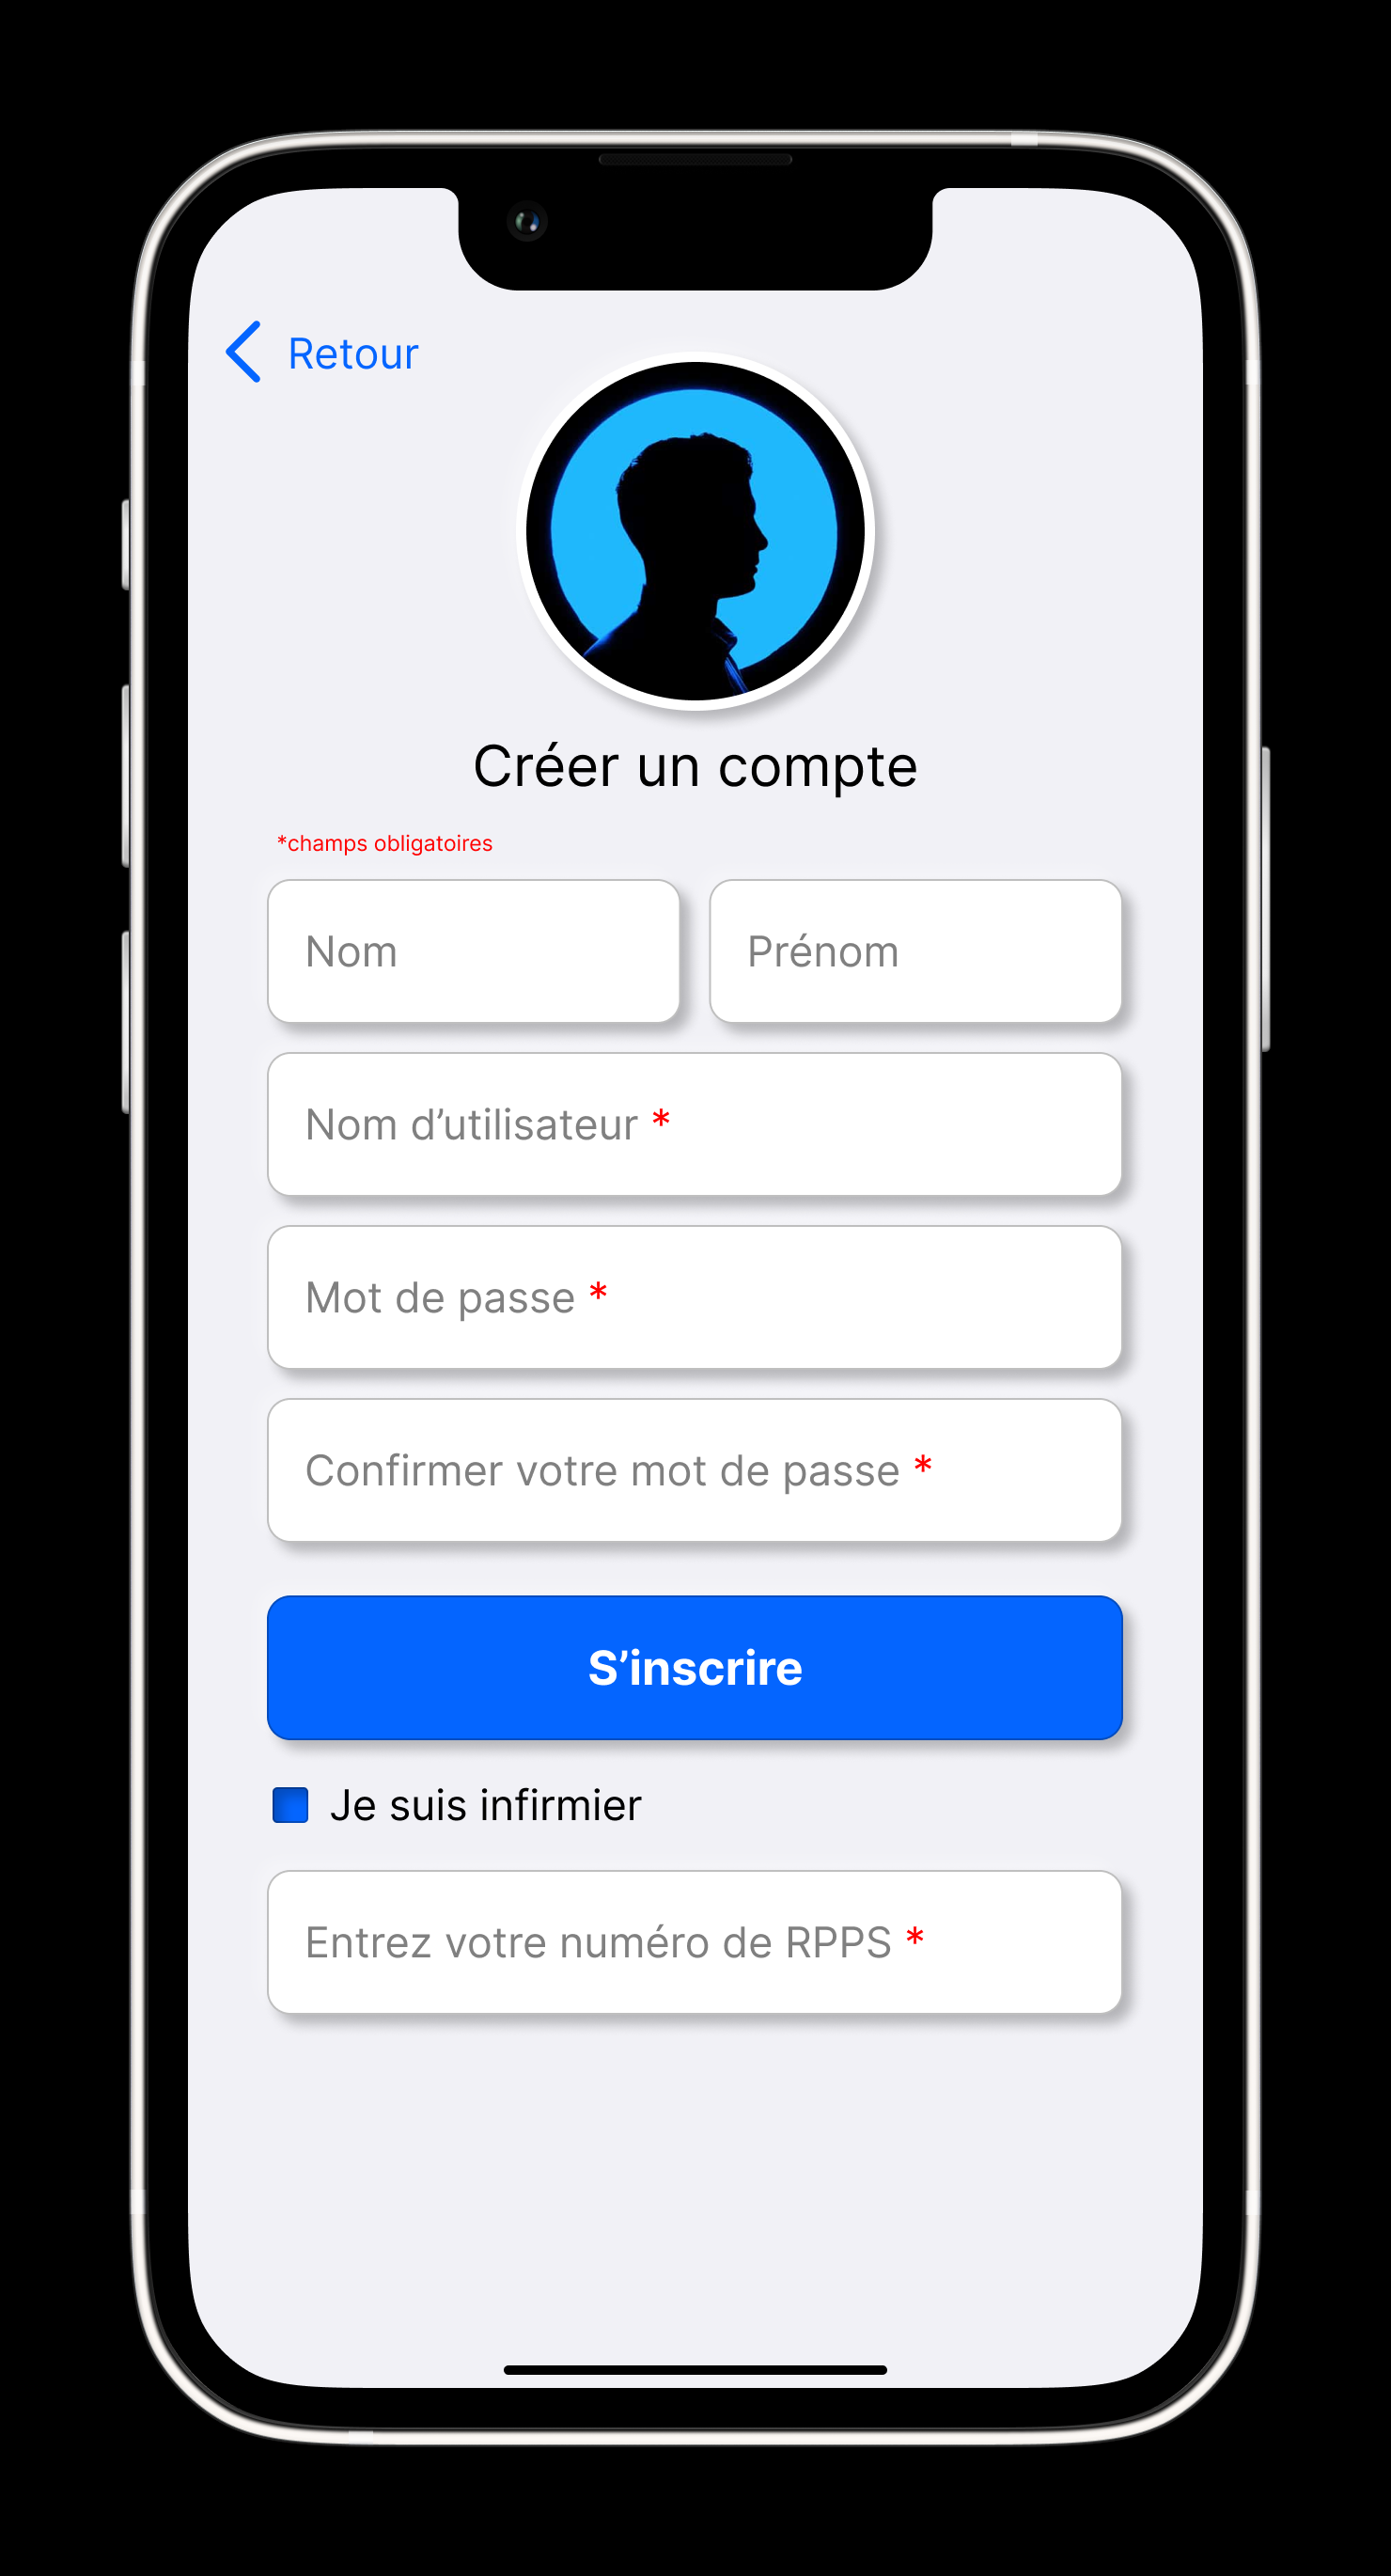 Retour
Créer un compte
*champs obligatoires
Nom
Prénom
Nom d’utilisateur *
Mot de passe *
Confirmer votre mot de passe *
S’inscrire
Je suis infirmier
Entrez votre numéro de RPPS *